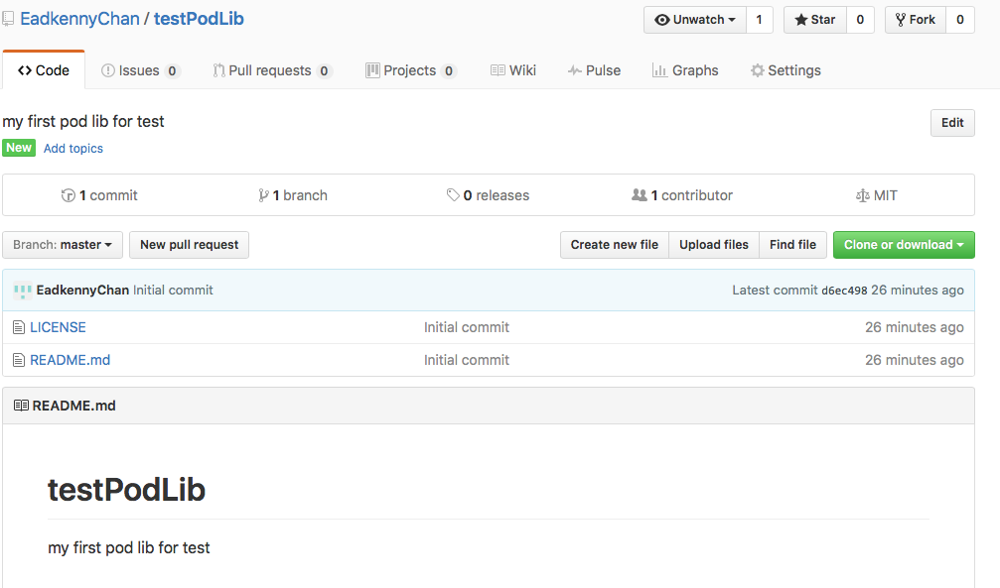 EadkennyChan / testPodLib Unwatch 1 Star 0 Fork 0
Code Issues 0 Pull requests 0 Projects 0 Wiki Pulse Graphs Settings
my first pod lib for test Edit
New Add topics
1 commit 1 branch 0 releases 1 contributor MIT
Branch: master New pull request Create new file Upload files Find file Clone or download
EadkennyChan Initial commit Latest commit d6ec498 26 minutes ago
LICENSE Initial commit 26 minutes ago
README.md Initial commit 26 minutes ago
README.md
testPodLib
my first pod lib for test